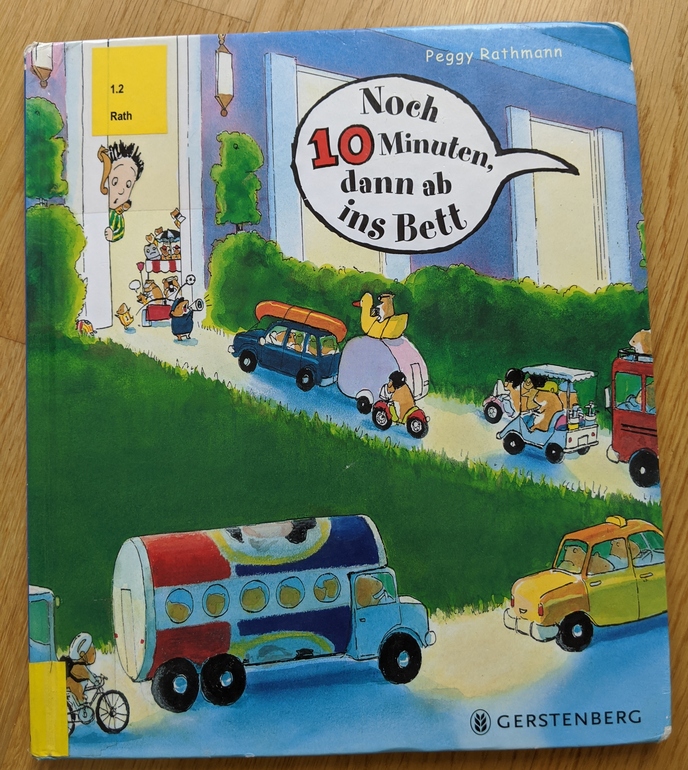 Peggy Rathmann
1.2
Rath
Noch
10 Minuten,
dann ab
ins Bett
GERSTENBERG